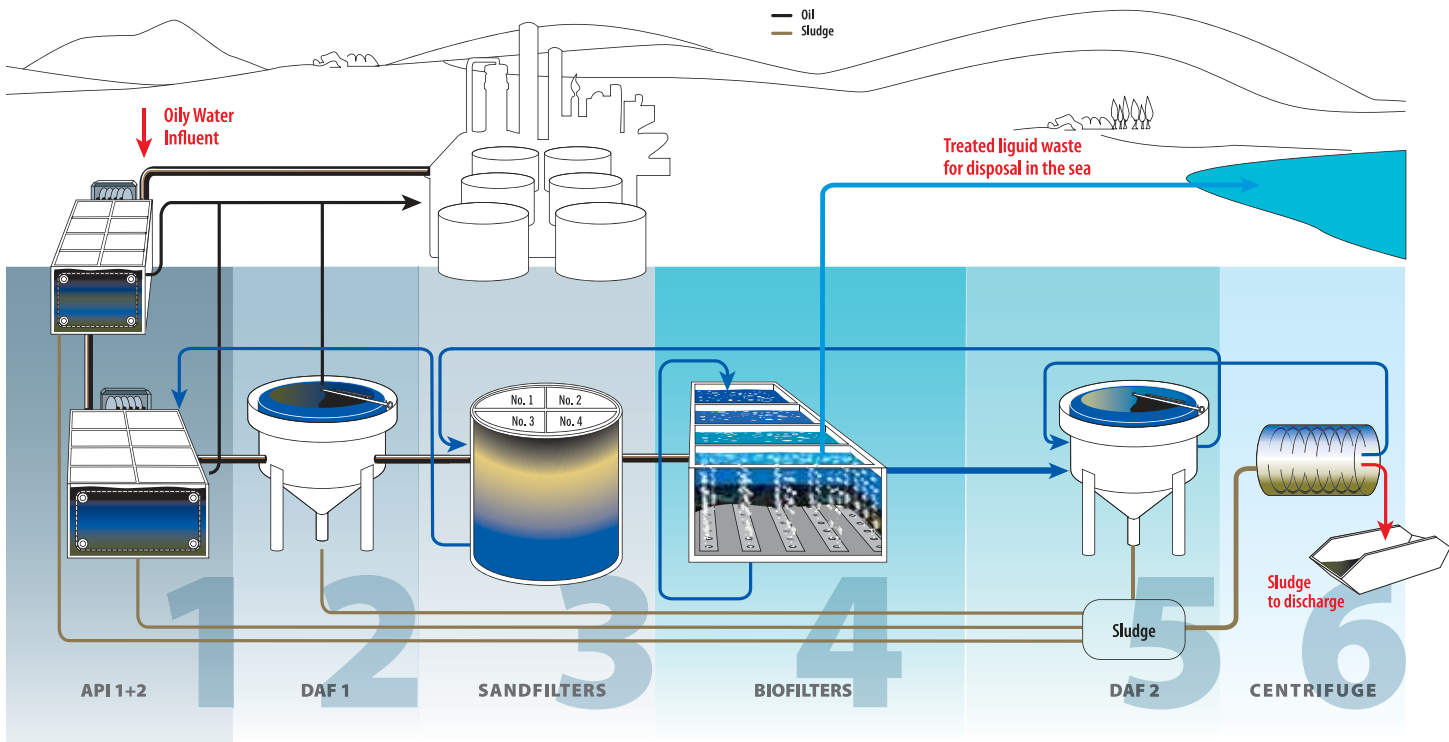 Oil
Sludge
Oily Water
Influent
Treated liguid waste
for disposal in the sea
No. 1
No. 2
No. 3
No. 4
Sludge
to discharge
Sludge
1
2
3
4
5
6
API 1+2
DAF 1
SANDFILTERS
BIOFILTERS
DAF 2
CENTRIFUGE